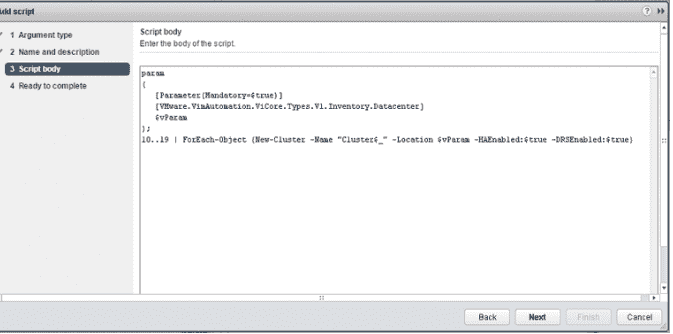 Add script
1 Argument type
2 Name and description
3 Script body
4 Ready to complete
Script body
Enter the body of the script.
param
{
[Parameter(Mandatory=$true)]
[VMware.VimAutomation.ViCore.Types.V1.Inventory.Datacenter]
$vParam
};
10..19 | ForEach-Object {New-Cluster -Name "Cluster$_" -Location $vParam -HAEnabled:$true -DRSEnabled:$true}
Back Next Finish Cancel